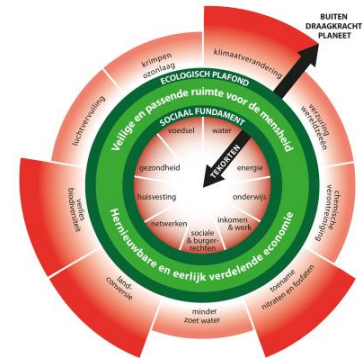 BUITEN
DRAAGKRACHT
PLANEET
klimaatverandering
verzuring
wereldzeeën
chemische
verontreiniging
toename
nitraten en fosfaten
minder
zoet water
land-
conversie
verlies
biodiversiteit
luchtvervuiling
krimpen
ozonlaag
ECOLOGISCH PLAFOND
Veilige en passende ruimte voor de mensheid
SOCIAAL FUNDAMENT
voedsel
water
TEKORTEN
energie
onderwijs
inkomen
& werk
sociale
& burger-
rechten
netwerken
huisvesting
gezondheid
Hernieuwbare en eerlijk verdelende economie